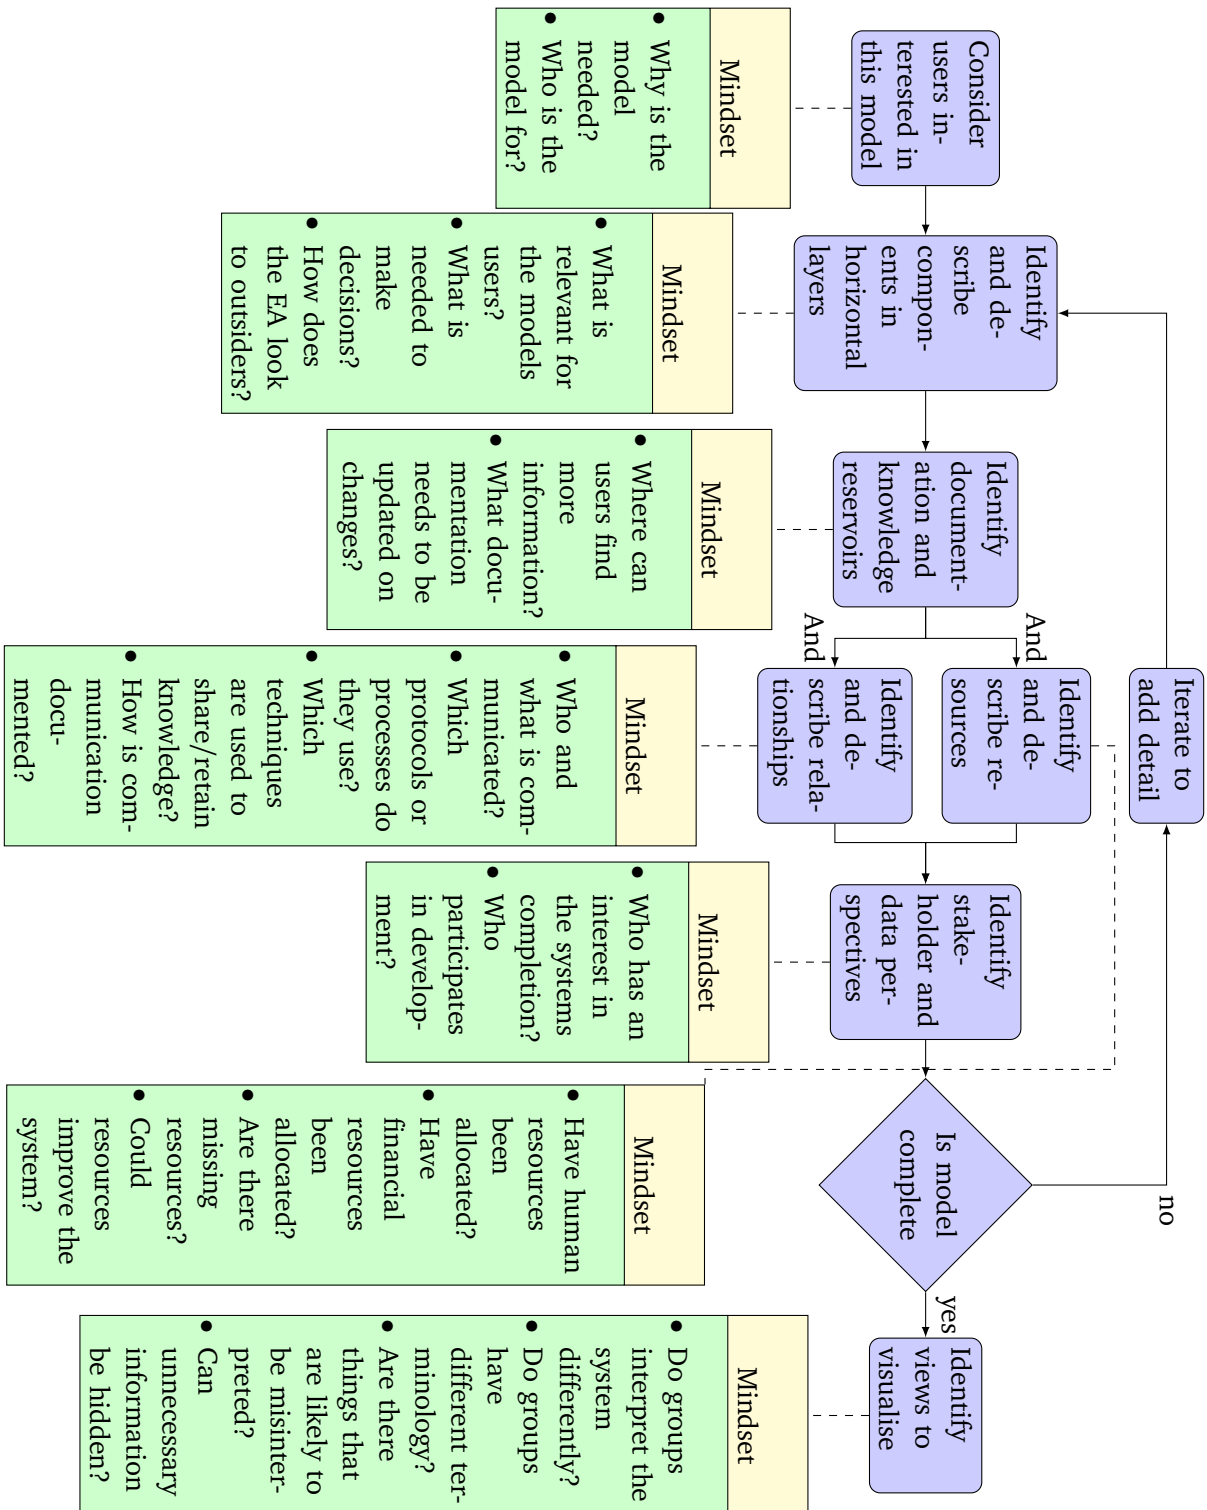 Consider
users in-
terested in
this model
Identify
and de-
scribe
compon-
ents in
horizontal
layers
Identify
document-
ation and
knowledge
reservoirs
And
And
Identify
and de-
scribe re-
sources
Identify
and de-
scribe rela-
tionships
Iterate to
add detail
Identify
stake-
holder and
data per-
spectives
Is model
complete
no
yes
Identify
views to
visualise
Mindset
• Why is the
model
needed?
• Who is the
model for?
Mindset
• What is
relevant for
the models
users?
• What is
needed to
make
decisions?
• How does
the EA look
to outsiders?
Mindset
• Where can
users find
more
information?
• What docu-
mentation
needs to be
updated on
changes?
Mindset
• Who and
what is com-
municated?
• Which
protocols or
processes do
they use?
• Which
techniques
are used to
share/retain
knowledge?
• How is com-
munication
docu-
mented?
Mindset
• Who has an
interest in
the systems
completion?
• Who
participates
in develop-
ment?
Mindset
• Have human
resources
been
allocated?
• Have
financial
resources
been
allocated?
• Are there
missing
resources?
• Could
resources
improve the
system?
Mindset
• Do groups
interpret the
system
differently?
• Do groups
have
different ter-
minology?
• Are there
things that
are likely to
be misinter-
preted?
• Can
unnecessary
information
be hidden?